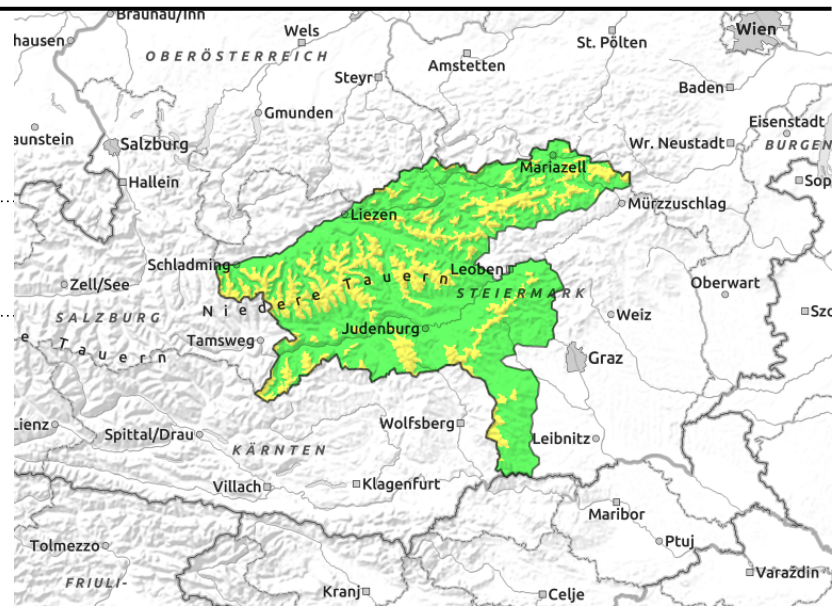 Braunau/Inn
Wels
Wien
hausen
St. Pölten
OBERÖSTERREICH
Amstetten
Steyr
Baden
Gmunden
Eisenstadt
aunstein
Salzburg
Wr. Neustadt
BURGEN
Mariazell
Hallein
Sop
Mürzzuschlag
Liezen
Schladming
Leoben
Zell/See
Niedere Tauern
STEIERMARK
Oberwart
SALZBURG
Weiz
Szo
Judenburg
e Tauern
Tamsweg
Graz
Lienz
Wolfsberg
Spittal/Drau
Leibnitz
KÄRNTEN
Villach
Klagenfurt
Maribor
Tolmezzo
Ptuj
Varaždin
FRIULI-
Kranj
Celje